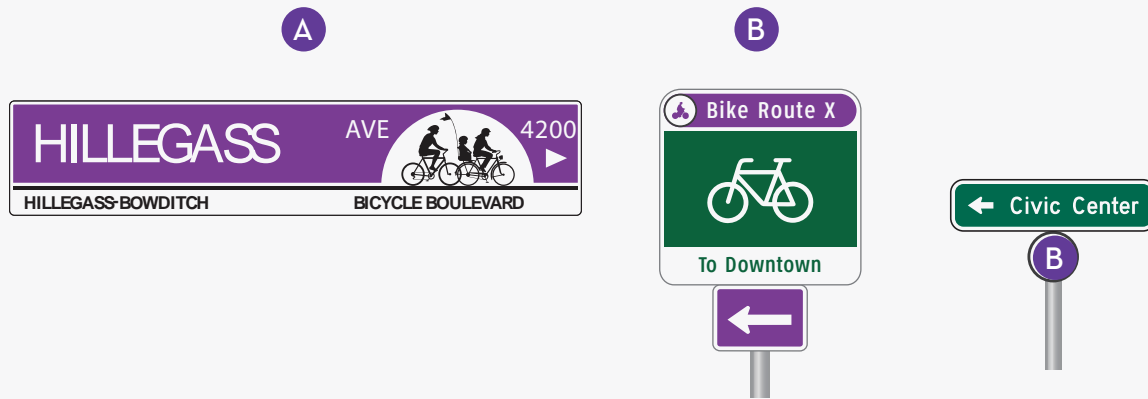 A
B
HILLEGASS AVE 4200
HILLEGASS-BOWDITCH BICYCLE BOULEVARD
Bike Route X
To Downtown
Civic Center
B